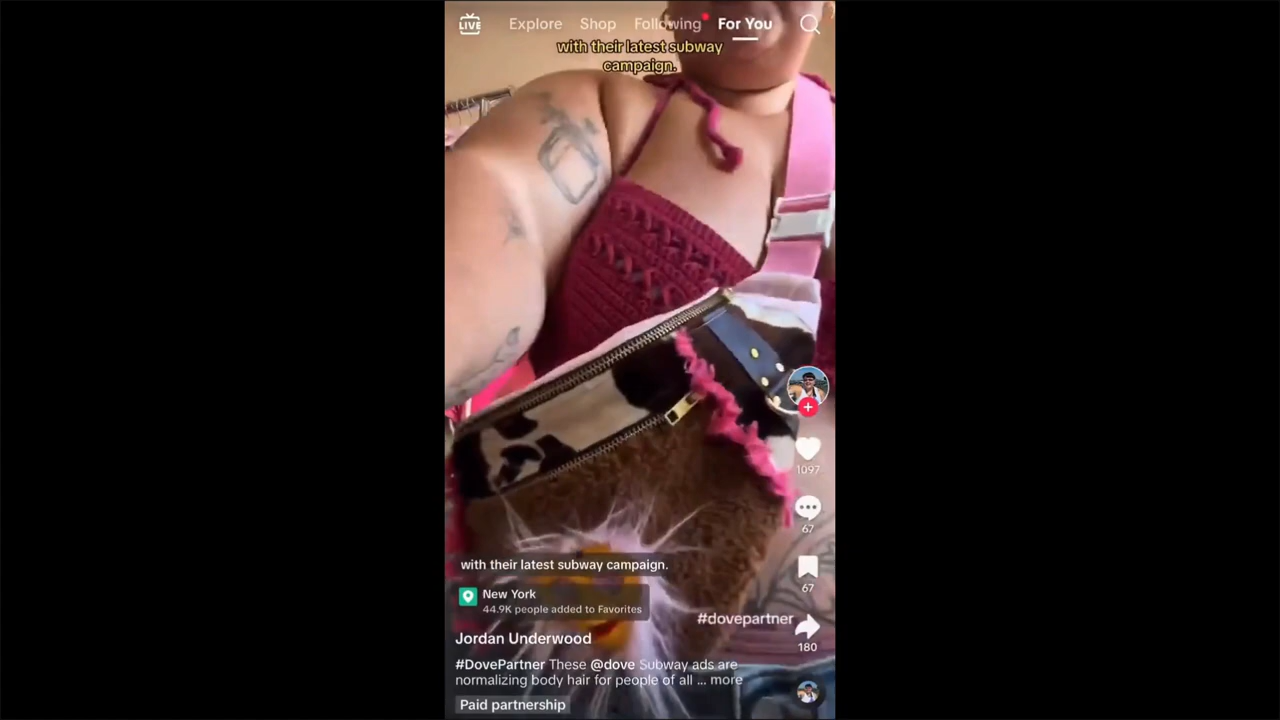 LIVE
Explore
Shop
Following
For You
with their latest subway
campaign.
1097
67
67
180
with their latest subway campaign.
New York
44.9K people added to Favorites
#dovepartner
Jordan Underwood
#DovePartner These @dove Subway ads are
normalizing body hair for people of all ... more
Paid partnership